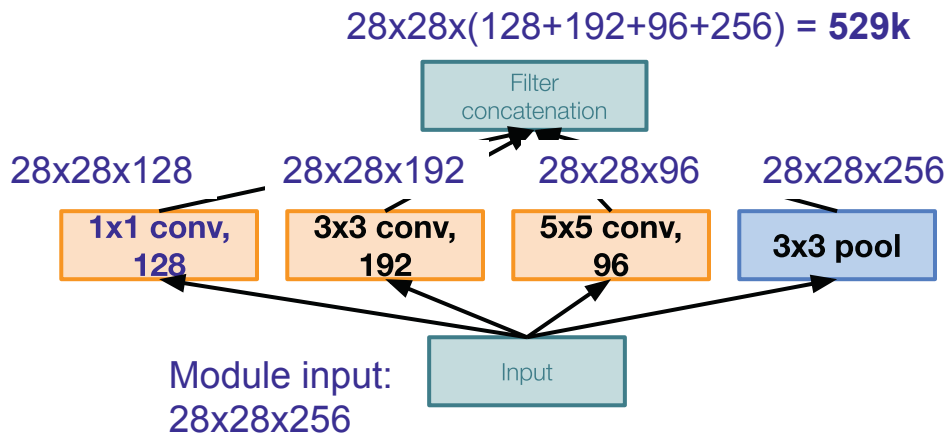 28x28x(128+192+96+256) = 529k
Filter
concatenation
28x28x128
28x28x192
28x28x96
28x28x256
1x1 conv,
128
3x3 conv,
192
5x5 conv,
96
3x3 pool
Input
Module input:
28x28x256